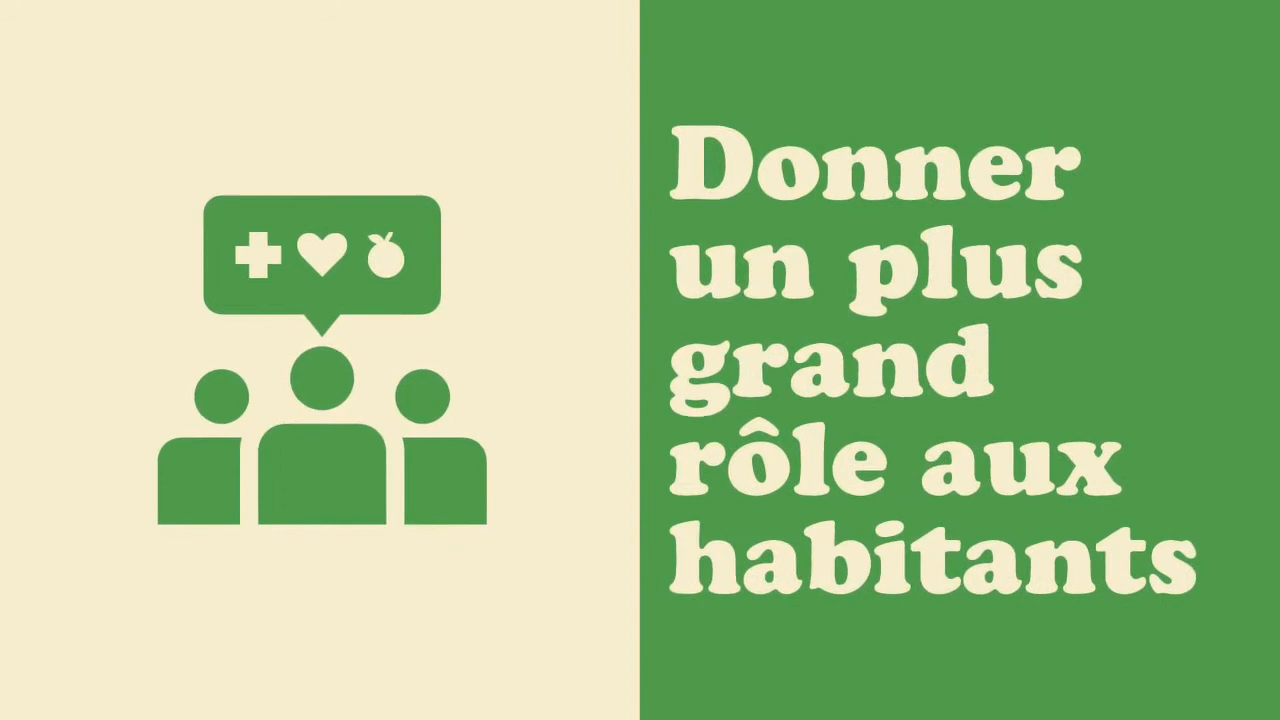 Donner
un plus
grand
rôle aux
habitants